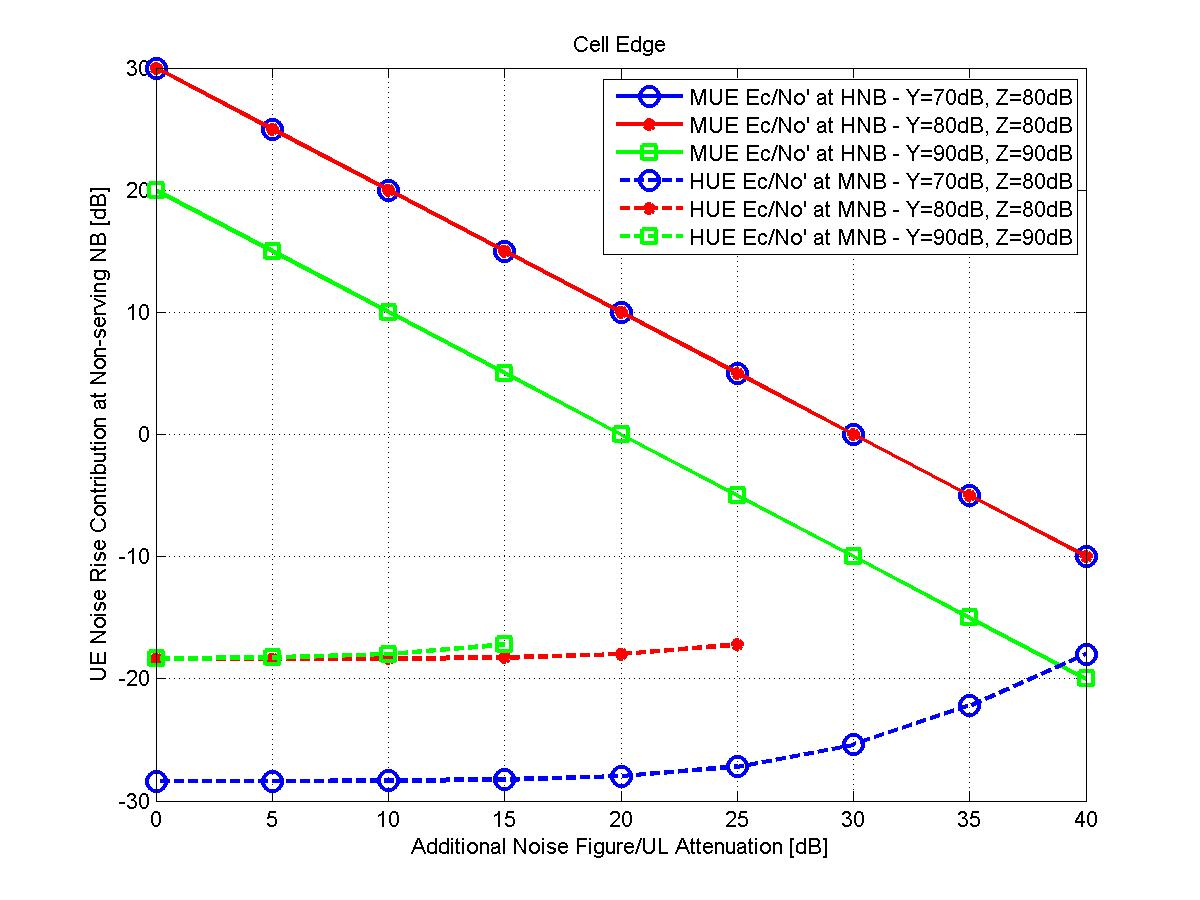 Cell Edge
30
20
10
0
-10
-20
-30
UE Noise Rise Contribution at Non-serving NB [dB]
MUE Ec/No' at HNB - Y=70dB, Z=80dB
MUE Ec/No' at HNB - Y=80dB, Z=80dB
MUE Ec/No' at HNB - Y=90dB, Z=90dB
HUE Ec/No' at MNB - Y=70dB, Z=80dB
HUE Ec/No' at MNB - Y=80dB, Z=80dB
HUE Ec/No' at MNB - Y=90dB, Z=90dB
0 5 10 15 20 25 30 35 40
Additional Noise Figure/UL Attenuation [dB]